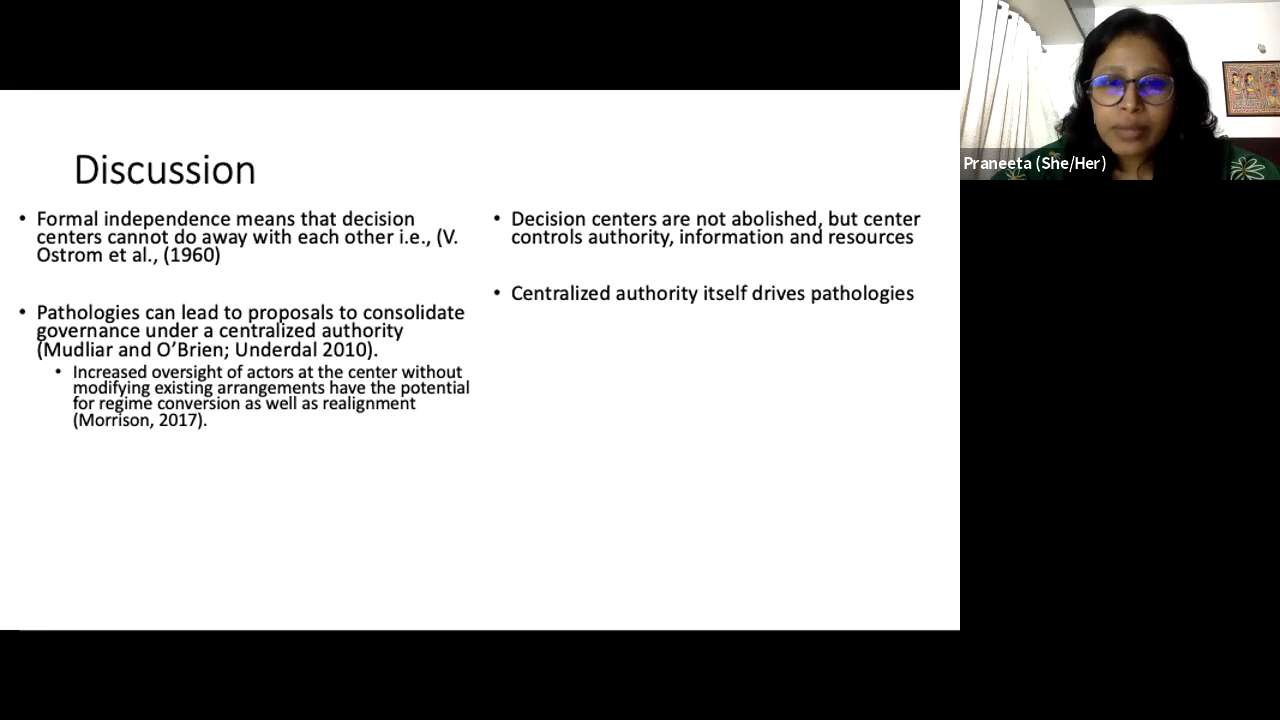 Discussion
• Formal independence means that decision
centers cannot do away with each other i.e., (V.
Ostrom et al., (1960)
• Pathologies can lead to proposals to consolidate
governance under a centralized authority
(Mudliar and O’Brien; Underdal 2010).
• Increased oversight of actors at the center without
modifying existing arrangements have the potential
for regime conversion as well as realignment
(Morrison, 2017).
• Decision centers are not abolished, but center
controls authority, information and resources
• Centralized authority itself drives pathologies
Praneeta (She/Her)